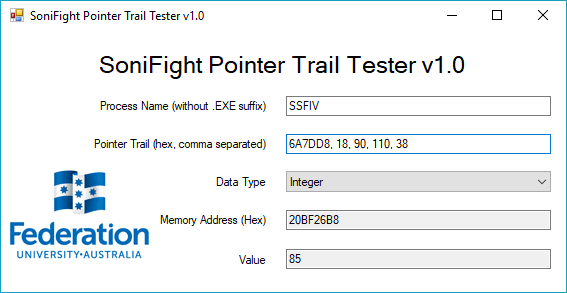 SoniFight Pointer Trail Tester v1.0
SoniFight Pointer Trail Tester v1.0
Process Name (without .EXE suffix) SSFIV
Pointer Trail (hex, comma separated) 6A7DD8, 18, 90, 110, 38
Data Type Integer
Memory Address (Hex) 20BF26B8
Value 85
Federation
UNIVERSITY•AUSTRALIA